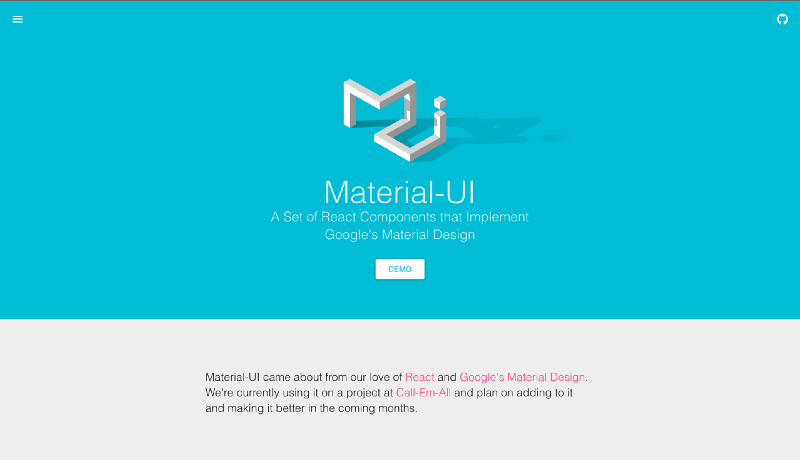 Mui
Material-UI
A Set of React Components that Implement
Google's Material Design
DEMO
Material-UI came about from our love of React and Google's Material Design.
We're currently using it on a project at Call-Em-All and plan on adding to it
and making it better in the coming months.